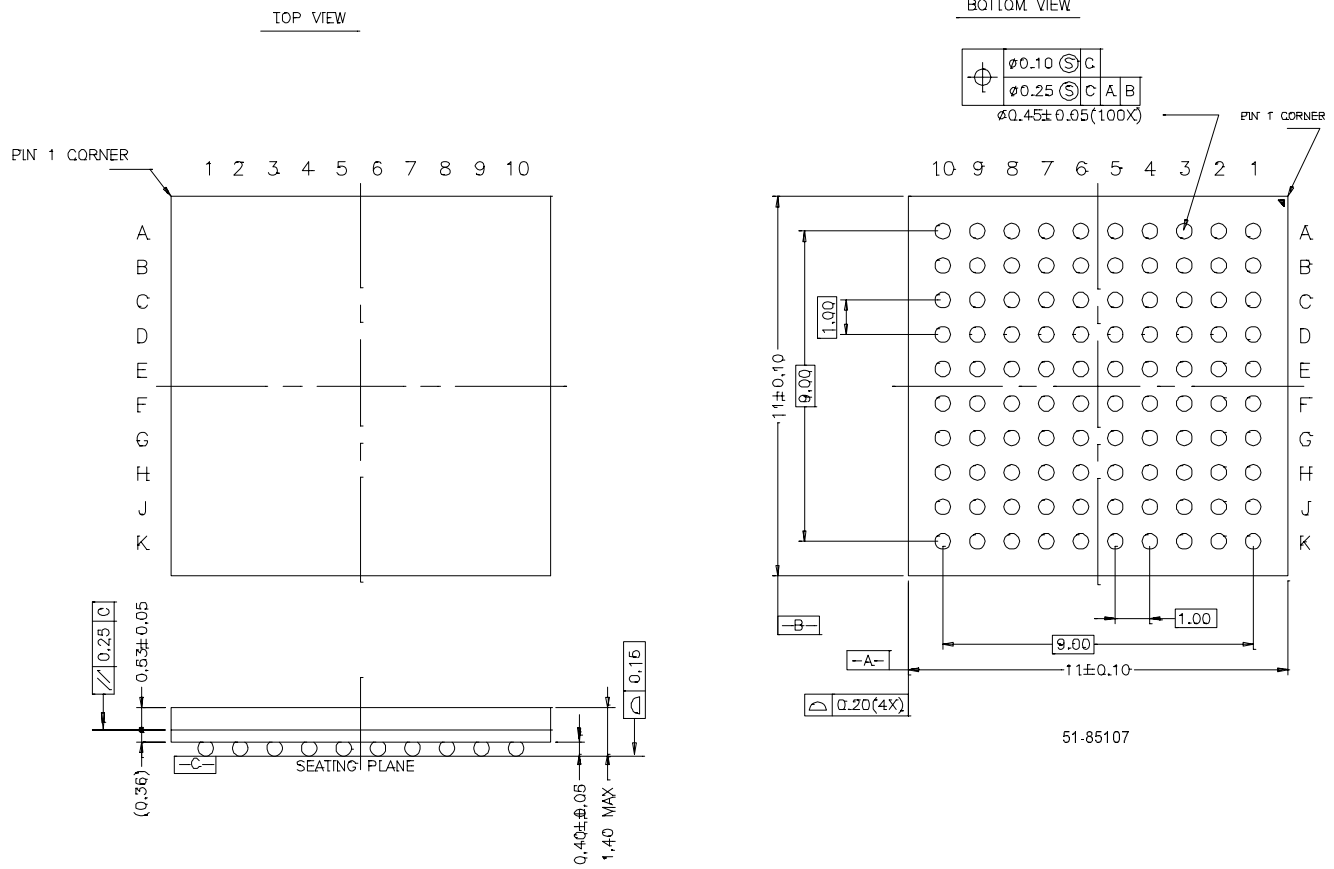 TOP VIEW
BOTTOM VIEW
⌀0.10 Ⓢ C
⌀0.25 Ⓢ C A B
⌀0.45±0.05(100X)
PIN 1 CORNER
PIN 1 CORNER
1 2 3 4 5 6 7 8 9 10
10 9 8 7 6 5 4 3 2 1
A
B
C
D
E
F
G
H
J
K
A
B
C
D
E
F
G
H
J
K
1.00
9.00
11±0.10
-B-
1.00
9.00
-A-
11±0.10
0.20(4X)
51-85107
// 0.25 C
0.53±0.05
(0.36)
-C-
SEATING PLANE
0.40±0.05
1.40 MAX
0.15